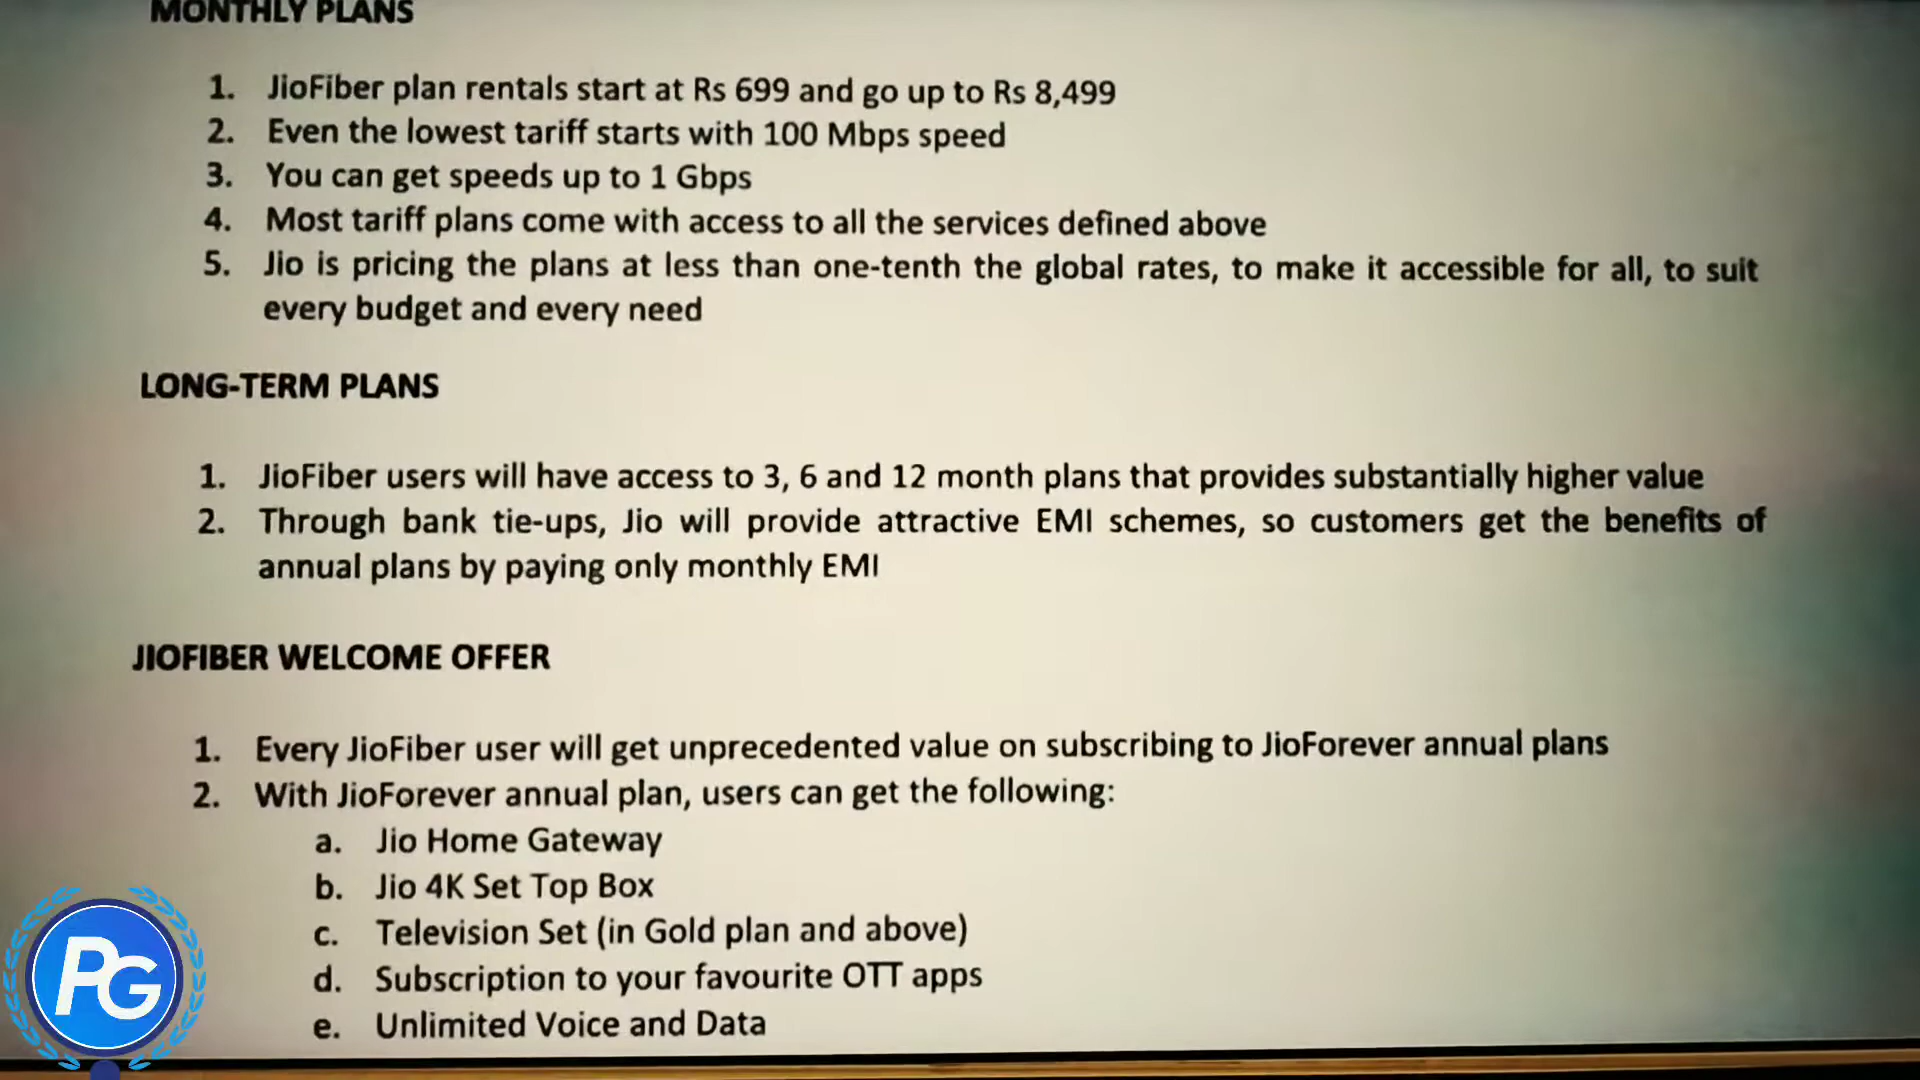 MONTHLY PLANS
1. JioFiber plan rentals start at Rs 699 and go up to Rs 8,499
2. Even the lowest tariff starts with 100 Mbps speed
3. You can get speeds up to 1 Gbps
4. Most tariff plans come with access to all the services defined above
5. Jio is pricing the plans at less than one-tenth the global rates, to make it accessible for all, to suit
every budget and every need
LONG-TERM PLANS
1. JioFiber users will have access to 3, 6 and 12 month plans that provides substantially higher value
2. Through bank tie-ups, Jio will provide attractive EMI schemes, so customers get the benefits of
annual plans by paying only monthly EMI
JIOFIBER WELCOME OFFER
1. Every JioFiber user will get unprecedented value on subscribing to JioForever annual plans
2. With JioForever annual plan, users can get the following:
a. Jio Home Gateway
b. Jio 4K Set Top Box
c. Television Set (in Gold plan and above)
d. Subscription to your favourite OTT apps
e. Unlimited Voice and Data
PG